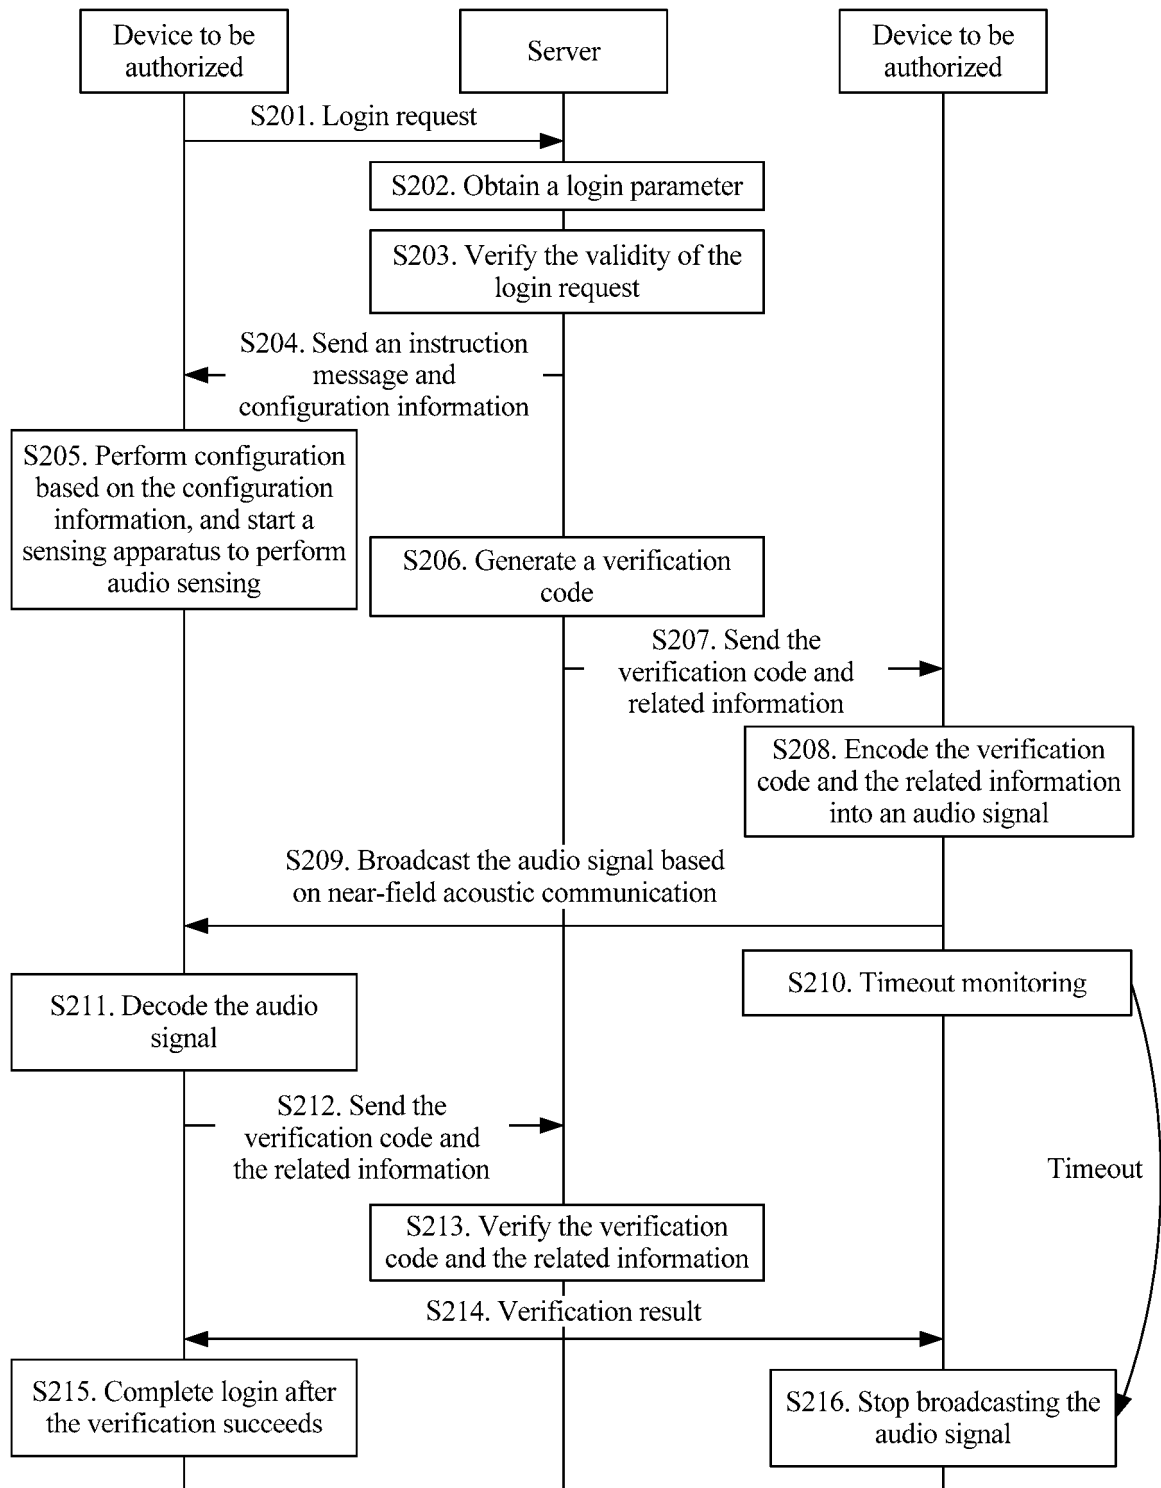 Device to be
authorized
Server
Device to be
authorized
S201. Login request
S202. Obtain a login parameter
S203. Verify the validity of the
login request
S204. Send an instruction
message and
configuration information
S205. Perform configuration
based on the configuration
information, and start a
sensing apparatus to perform
audio sensing
S206. Generate a verification
code
S207. Send the
verification code and
related information
S208. Encode the verification
code and the related information
into an audio signal
S209. Broadcast the audio signal based
on near-field acoustic communication
S210. Timeout monitoring
S211. Decode the audio
signal
S212. Send the
verification code and
the related information
Timeout
S213. Verify the verification
code and the related information
S214. Verification result
S215. Complete login after
the verification succeeds
S216. Stop broadcasting the
audio signal